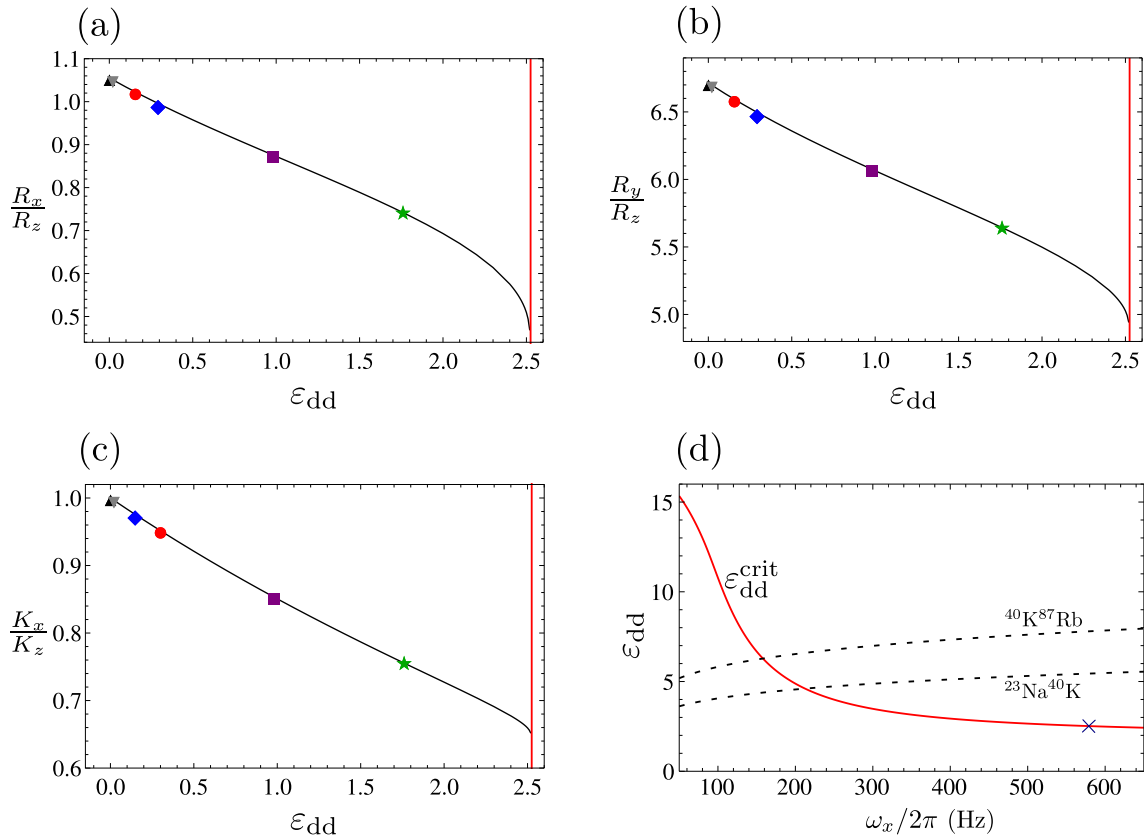 (a)
1.1
1.0
0.9
0.8
0.7
0.6
0.5
R_x/R_z
0.0 0.5 1.0 1.5 2.0 2.5
ε_dd
(b)
6.5
6.0
5.5
5.0
R_y/R_z
0.0 0.5 1.0 1.5 2.0 2.5
ε_dd
(c)
1.0
0.9
0.8
0.7
0.6
K_x/K_z
0.0 0.5 1.0 1.5 2.0 2.5
ε_dd
(d)
15
10
5
0
ε_dd
ε_dd^crit
⁴⁰K⁸⁷Rb
²³Na⁴⁰K
100 200 300 400 500 600
ω_x/2π (Hz)